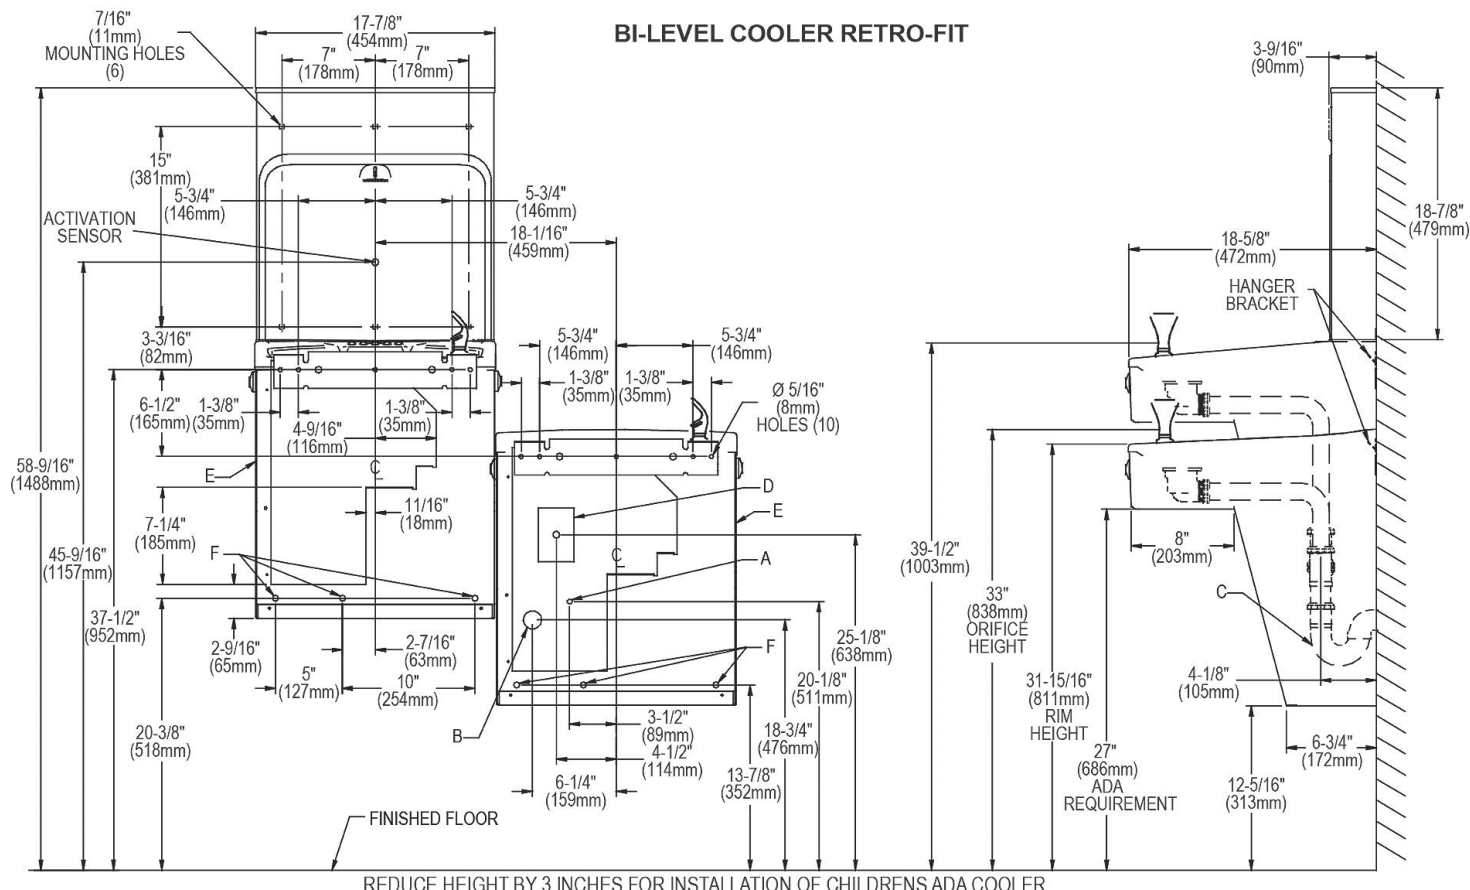 BI-LEVEL COOLER RETRO-FIT
7/16"
(11mm)
MOUNTING HOLES
(6)
17-7/8"
(454mm)
7"
(178mm)
7"
(178mm)
3-9/16"
(90mm)
15"
(381mm)
5-3/4"
(146mm)
5-3/4"
(146mm)
ACTIVATION
SENSOR
18-1/16"
(459mm)
18-7/8"
(479mm)
18-5/8"
(472mm)
HANGER
BRACKET
3-3/16"
(82mm)
5-3/4"
(146mm)
5-3/4"
(146mm)
6-1/2"
(165mm)
1-3/8"
(35mm)
1-3/8"
(35mm)
4-9/16"
(116mm)
1-3/8"
(35mm)
1-3/8"
(35mm)
Ø 5/16"
(8mm)
HOLES (10)
58-9/16"
(1488mm)
E
C
D
E
11/16"
(18mm)
7-1/4"
(185mm)
F
45-9/16"
(1157mm)
C
A
39-1/2"
(1003mm)
8"
(203mm)
33"
(838mm)
ORIFICE
HEIGHT
C
37-1/2"
(952mm)
2-9/16"
(65mm)
2-7/16"
(63mm)
5"
(127mm)
10"
(254mm)
F
25-1/8"
(638mm)
20-1/8"
(511mm)
31-15/16"
(811mm)
RIM
HEIGHT
4-1/8"
(105mm)
20-3/8"
(518mm)
B
3-1/2"
(89mm)
4-1/2"
(114mm)
18-3/4"
(476mm)
6-1/4"
(159mm)
13-7/8"
(352mm)
27"
(686mm)
ADA
REQUIREMENT
6-3/4"
(172mm)
12-5/16"
(313mm)
FINISHED FLOOR
REDUCE HEIGHT BY 3 INCHES FOR INSTALLATION OF CHILDRENS ADA COOLER